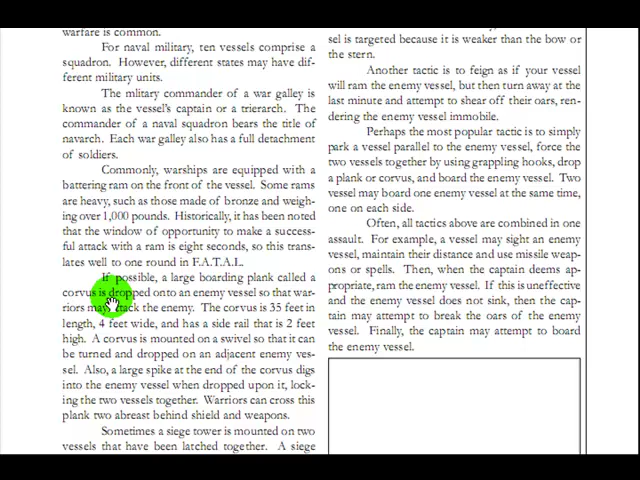 warfare is common.
For naval military, ten vessels comprise a
squadron. However, different states may have dif-
ferent military units.
The mlitary commander of a war galley is
known as the vessel's captain or a trierarch. The
commander of a naval squadron bears the title of
navarch. Each war galley also has a full detachment
of soldiers.
Commonly, warships are equipped with a
battering ram on the front of the vessel. Some rams
are heavy, such as those made of bronze and weigh-
ing over 1,000 pounds. Historically, it has been noted
that the window of opportunity to make a success-
ful attack with a ram is eight seconds, so this trans-
lates well to one round in F.A.T.A.L.
If possible, a large boarding plank called a
corvus is dropped onto an enemy vessel so that war-
riors may attack the enemy. The corvus is 35 feet in
length, 4 feet wide, and has a side rail that is 2 feet
high. A corvus is mounted on a swivel so that it can
be turned and dropped on an adjacent enemy ves-
sel. Also, a large spike at the end of the corvus digs
into the enemy vessel when dropped upon it, lock-
ing the two vessels together. Warriors can cross this
plank two abreast behind shield and weapons.
Sometimes a siege tower is mounted on two
vessels that have been latched together. A siege
sel is targeted because it is weaker than the bow or
the stern.
Another tactic is to feign as if your vessel
will ram the enemy vessel, but then turn away at the
last minute and attempt to shear off their oars, ren-
dering the enemy vessel immobile.
Perhaps the most popular tactic is to simply
park a vessel parallel to the enemy vessel, force the
two vessels together by using grappling hooks, drop
a plank or corvus, and board the enemy vessel. Two
vessel may board one enemy vessel at the same time,
one on each side.
Often, all tactics above are combined in one
assault. For example, a vessel may sight an enemy
vessel, maintain their distance and use missile weap-
ons or spells. Then, when the captain deems ap-
propriate, ram the enemy vessel. If this is uneffective
and the enemy vessel does not sink, then the cap-
tain may attempt to break the oars of the enemy
vessel. Finally, the captain may attempt to board
the enemy vessel.